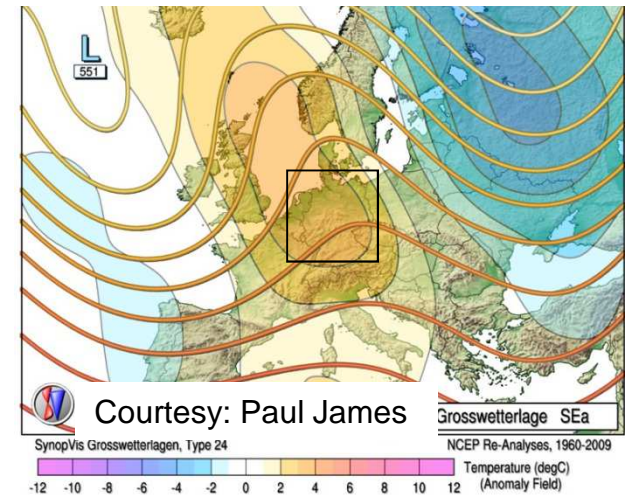 L
551
Courtesy: Paul James
Grosswetterlage SEa
SynopVis Grosswetterlagen, Type 24
NCEP Re-Analyses, 1960-2009
-12 -10 -8 -6 -4 -2 0 2 4 6 8 10 12
Temperature (degC)
(Anomaly Field)